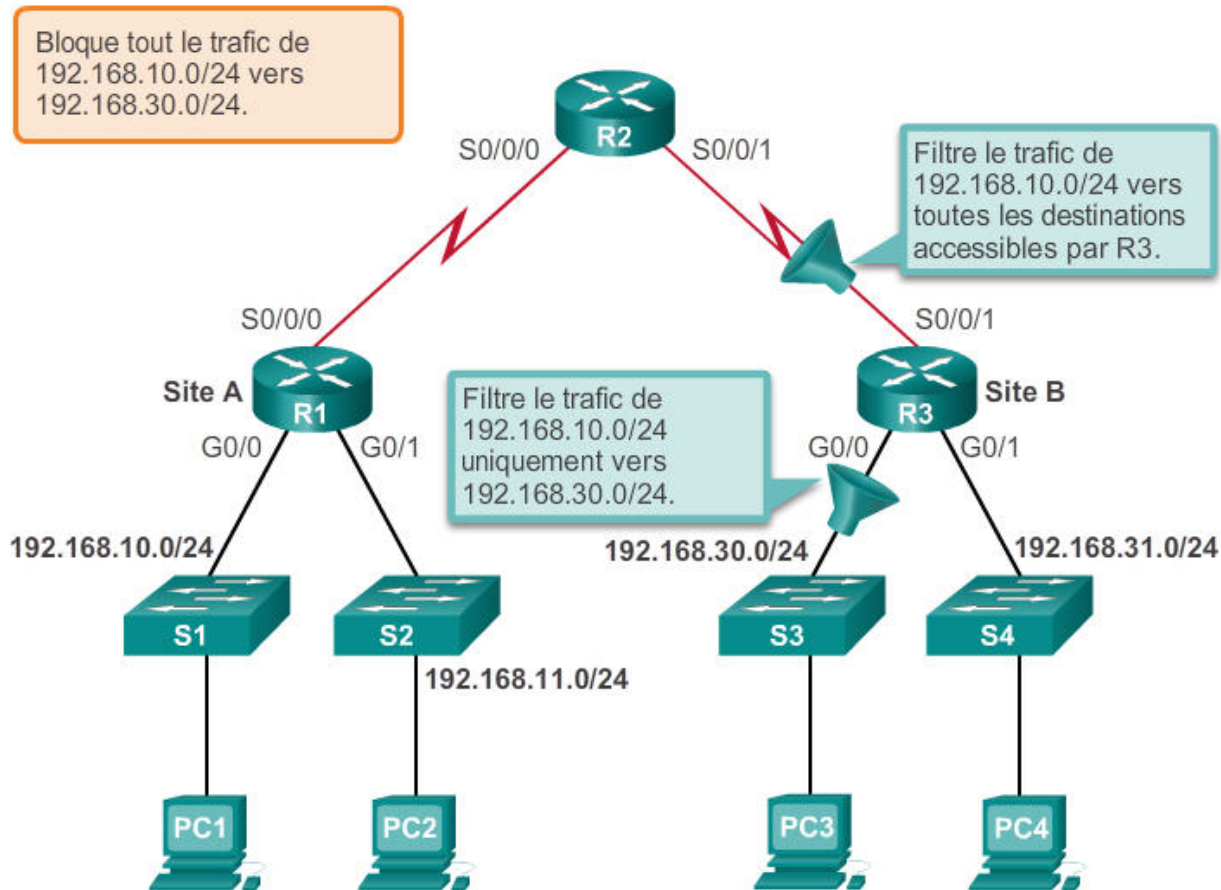 Bloque tout le trafic de
192.168.10.0/24 vers
192.168.30.0/24.
R2
S0/0/0
S0/0/1
Filtre le trafic de
192.168.10.0/24 vers
toutes les destinations
accessibles par R3.
S0/0/0
S0/0/1
Site A
R1
Filtre le trafic de
192.168.10.0/24
uniquement vers
192.168.30.0/24.
R3
Site B
G0/0
G0/1
G0/0
G0/1
192.168.10.0/24
192.168.30.0/24
192.168.31.0/24
S1
S2
S3
S4
192.168.11.0/24
PC1
PC2
PC3
PC4